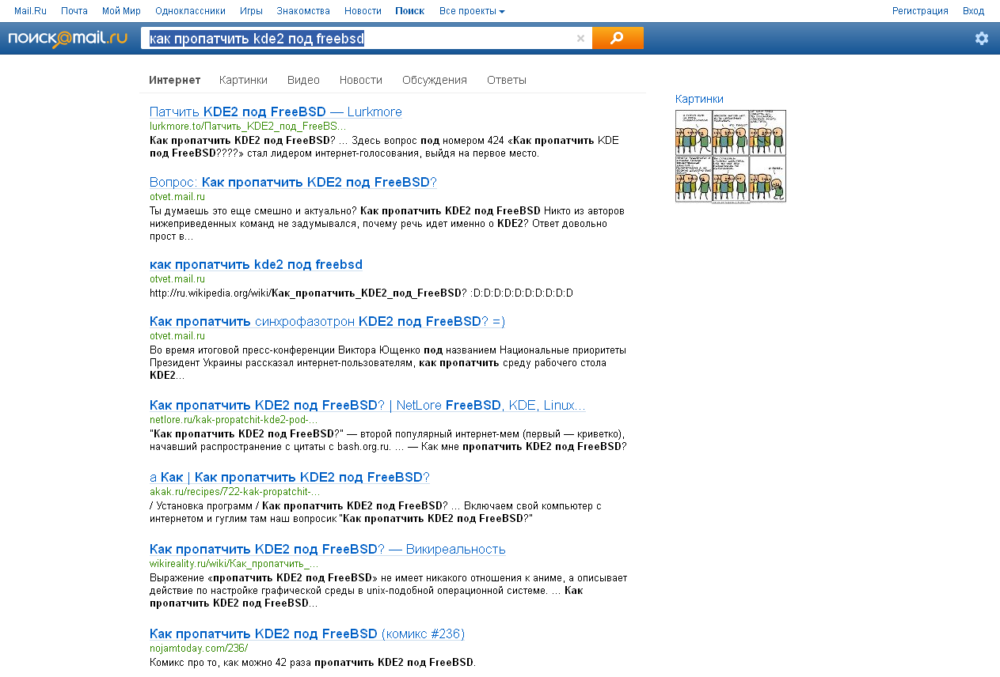 Mail.Ru Почта Мой Мир Одноклассники Игры Знакомства Новости Поиск Все проекты Регистрация Вход
поиск@mail.ru как пропатчить kde2 под freebsd
Интернет Картинки Видео Новости Обсуждения Ответы
Картинки
Патчить KDE2 под FreeBSD — Lurkmore
lurkmore.to/Патчить_KDE2_под_FreeBS...
Как пропатчить KDE2 под FreeBSD? ... Здесь вопрос под номером 424 «Как пропатчить KDE
под FreeBSD????» стал лидером интернет-голосования, выйдя на первое место.
Вопрос: Как пропатчить KDE2 под FreeBSD?
otvet.mail.ru
Ты думаешь это еще смешно и актуально? Как пропатчить KDE2 под FreeBSD Никто из авторов
нижеприведенных команд не задумывался, почему речь идет именно о KDE2? Ответ довольно
прост в...
как пропатчить kde2 под freebsd
otvet.mail.ru
http://ru.wikipedia.org/wiki/Как_пропатчить_KDE2_под_FreeBSD? :D:D:D:D:D:D:D:D:D:D
Как пропатчить синхрофазотрон KDE2 под FreeBSD? =)
otvet.mail.ru
Во время итоговой пресс-конференции Виктора Ющенко под названием Национальные приоритеты
Президент Украины рассказал интернет-пользователям, как пропатчить среду рабочего стола
KDE2...
Как пропатчить KDE2 под FreeBSD? | NetLore FreeBSD, KDE, Linux...
netlore.ru/kak-propatchit-kde2-pod-...
"Как пропатчить KDE2 под FreeBSD?" — второй популярный интернет-мем (первый — криветко),
начавший распространение с цитаты с bash.org.ru. ... — Как мне пропатчить KDE2 под FreeBSD?
а Как | Как пропатчить KDE2 под FreeBSD?
akak.ru/recipes/722-kak-propatchit-...
/ Установка программ / Как пропатчить KDE2 под FreeBSD? ... Включаем свой компьютер с
интернетом и гуглим там наш вопросик "Как пропатчить KDE2 под FreeBSD?"
Как пропатчить KDE2 под FreeBSD? — Викиреальность
wikireality.ru/wiki/Как_пропатчить_...
Выражение «пропатчить KDE2 под FreeBSD» не имеет никакого отношения к аниме, а описывает
действие по настройке графической среды в unix-подобной операционной системе. ... Как
пропатчить KDE2 под FreeBSD...
Как пропатчить KDE2 под FreeBSD (комикс #236)
nojamtoday.com/236/
Комикс про то, как можно 42 раза пропатчить KDE2 под FreeBSD.